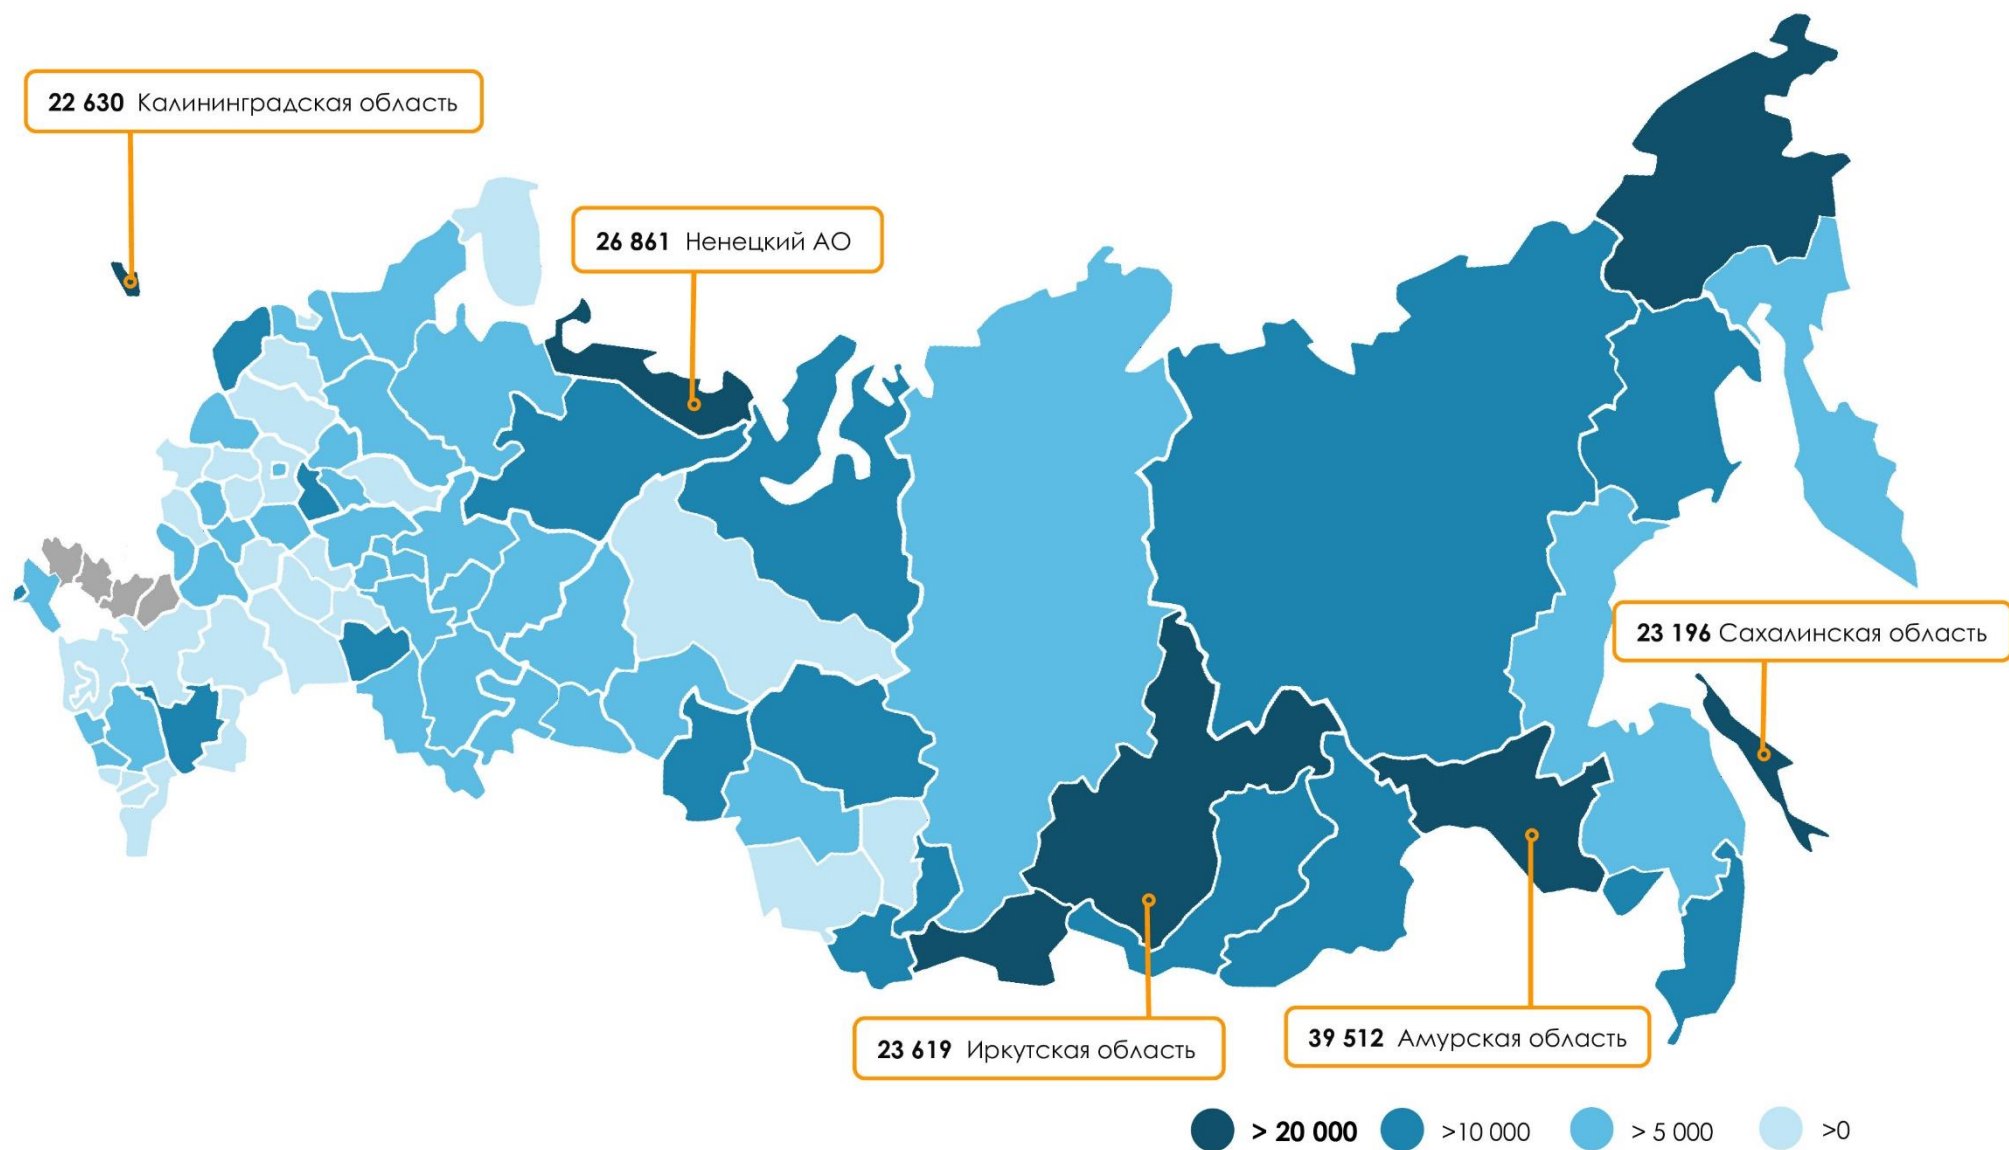 22 630 Калининградская область
26 861 Ненецкий АО
23 196 Сахалинская область
23 619 Иркутская область
39 512 Амурская область
> 20 000 >10 000 > 5 000 >0